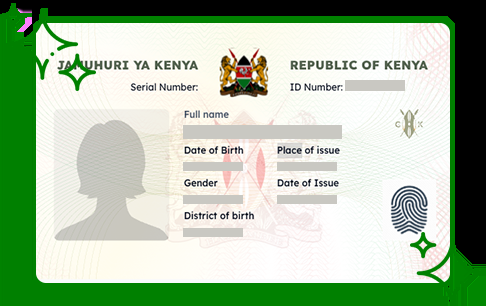 JAMUHURI YA KENYA
REPUBLIC OF KENYA
Serial Number:
ID Number:
Full name
Date of Birth
Place of issue
Gender
Date of Issue
District of birth